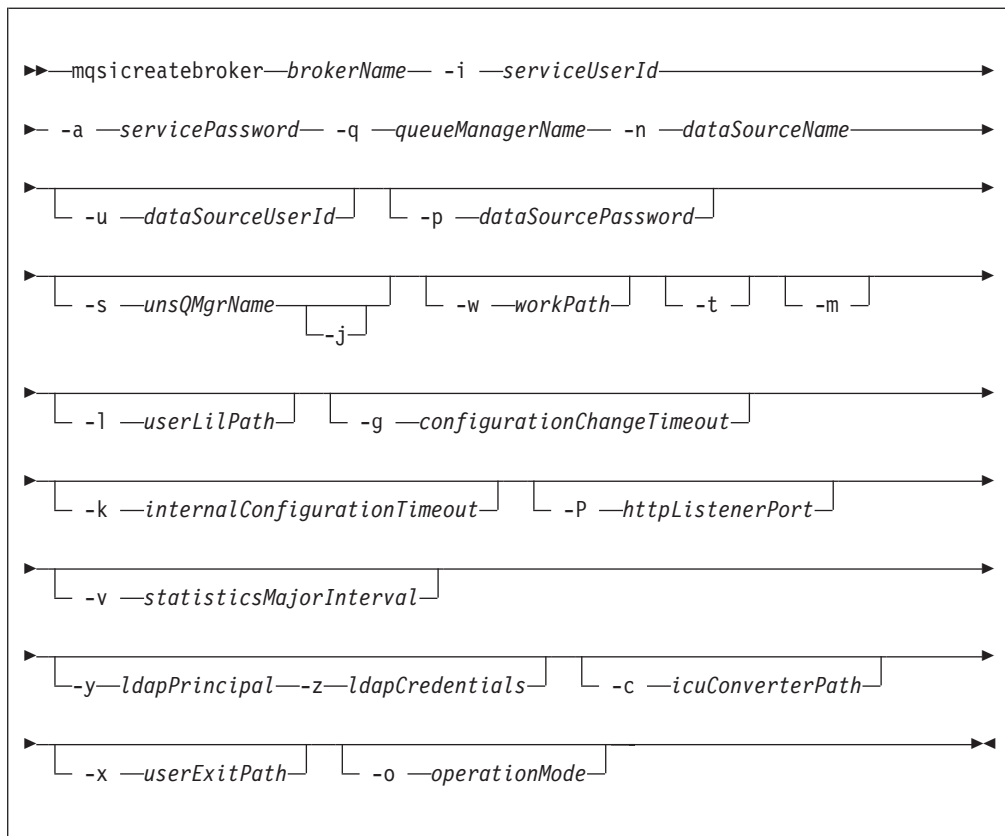 mqsicreatebroker brokerName -i serviceUserId
-a servicePassword -q queueManagerName -n dataSourceName
-u dataSourceUserId -p dataSourcePassword
-s unsQMgrName -j -w workPath -t -m
-l userLilPath -g configurationChangeTimeout
-k internalConfigurationTimeout -P httpListenerPort
-v statisticsMajorInterval
-y ldapPrincipal -z ldapCredentials -c icuConverterPath
-x userExitPath -o operationMode